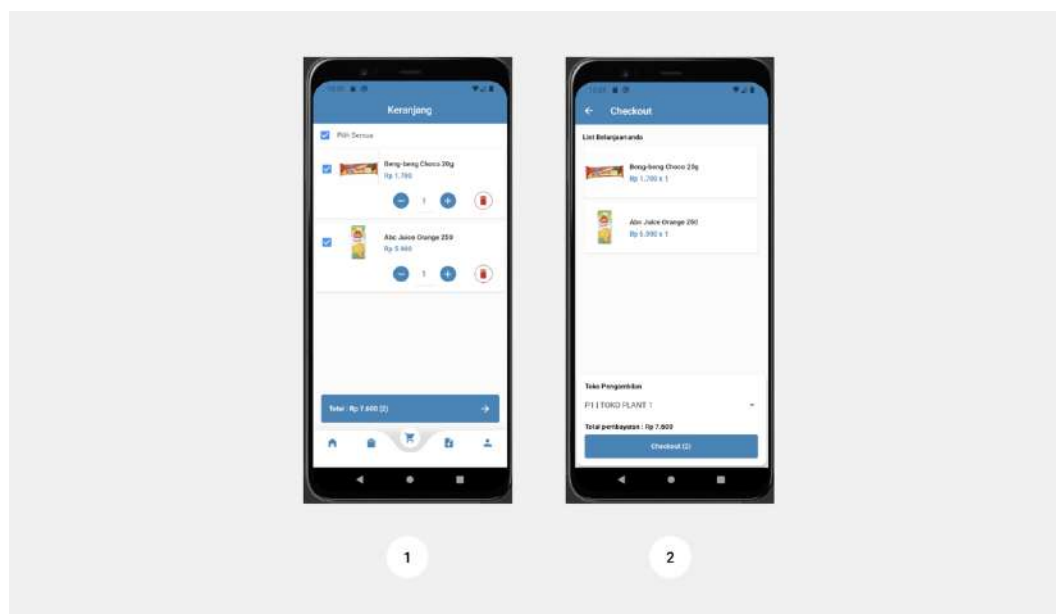 Keranjang
Pilih Semua
Beng-beng Choco 20g
Rp 1.700
1
Abc Juice Orange 250
Rp 5.900
1
Total : Rp 7.600 (2)
1
Checkout
List Belanjaan anda
Beng-beng Choco 20g
Rp 1.700 x 1
Abc Juice Orange 250
Rp 5.900 x 1
Toko Pengambilan
P1 | TOKO PLANT 1
Total pembayaran : Rp 7.600
Checkout (2)
2